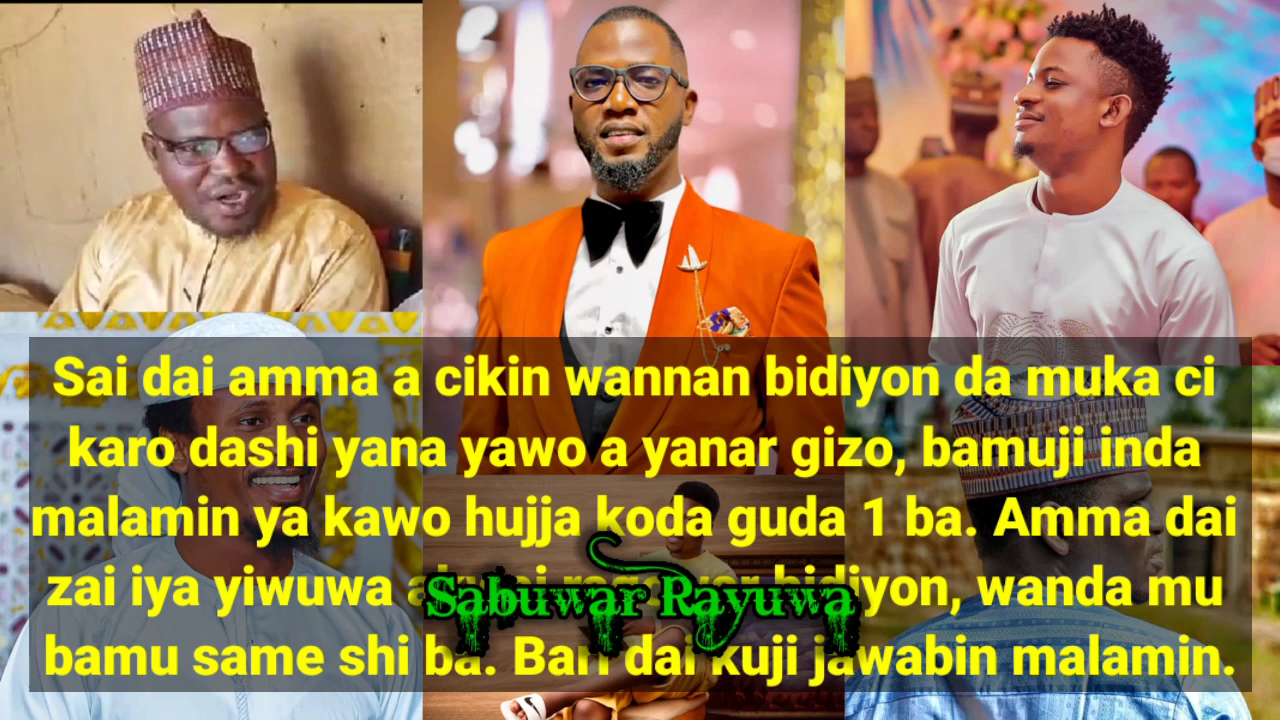 Sai dai amma a cikin wannan bidiyon da muka ci
karo dashi yana yawo a yanar gizo, bamuji inda
malamin ya kawo hujja koda guda 1 ba. Amma dai
zai iya yiwuwa bidiyon, wanda mu
Sabuwar Rayuwa
bamu same shi ba. Bari dai kuji jawabin malamin.